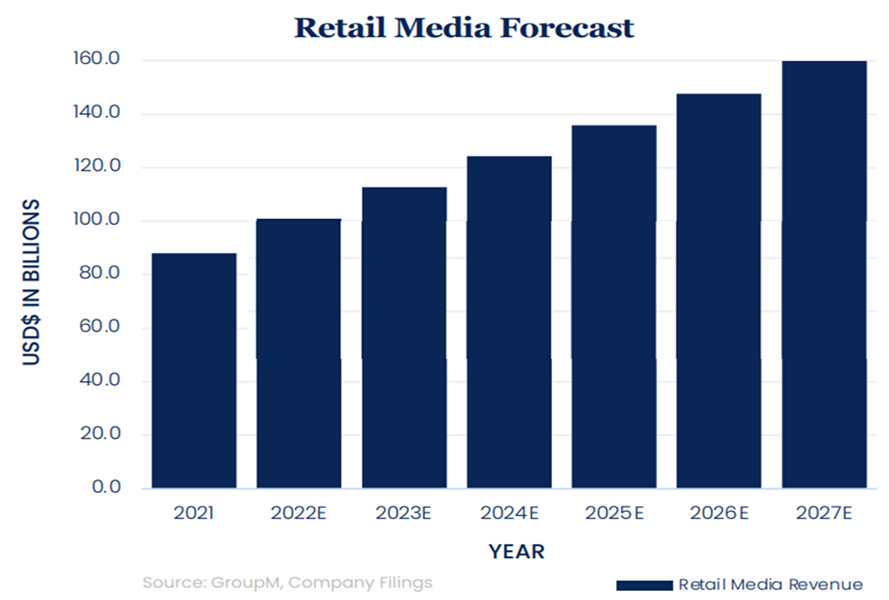 Retail Media Forecast
160.0
140.0
120.0
100.0
80.0
60.0
40.0
20.0
0.0
USD$ IN BILLIONS
2021 2022E 2023E 2024E 2025E 2026E 2027E
YEAR
Source: GroupM, Company Filings
Retail Media Revenue